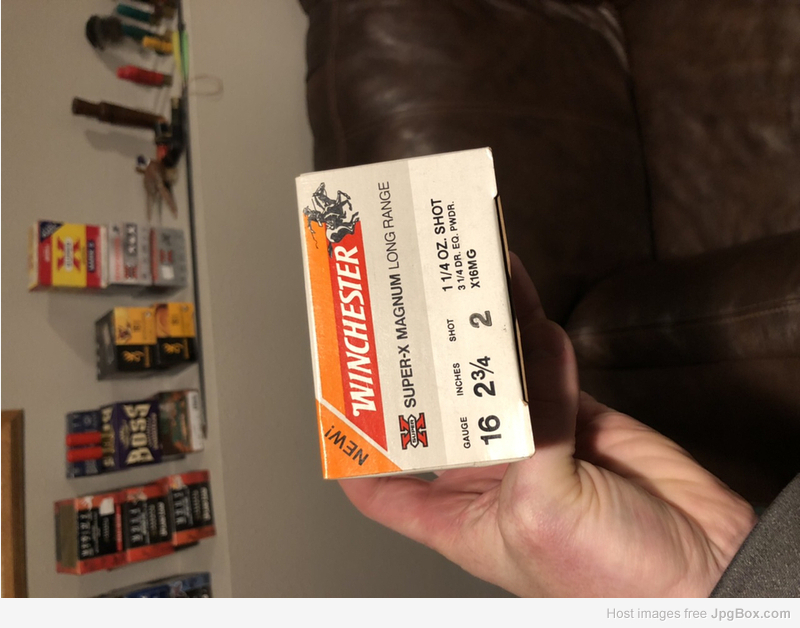 NEW!
WINCHESTER
SUPER
X
SUPER-X MAGNUM LONG RANGE
GAUGE INCHES SHOT
16 2¾ 2
1 1/4 OZ. SHOT
3 1/4 DR. EQ. PWDR.
X16MG
BOSS
Host images free JpgBox.com